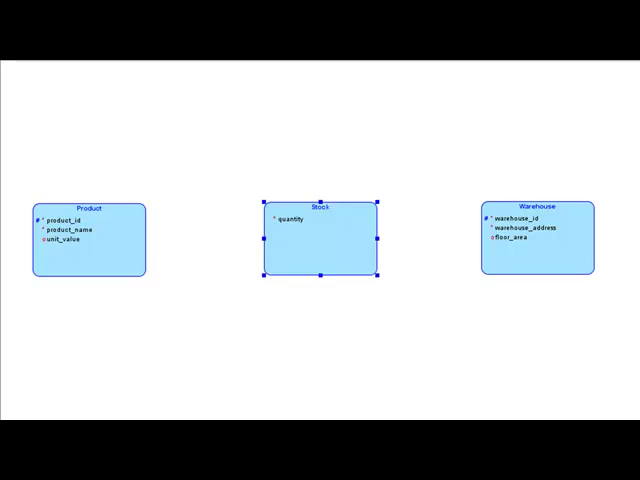 Product
# * product_id
* product_name
o unit_value
Stock
* quantity
Warehouse
# * warehouse_id
* warehouse_address
o floor_area